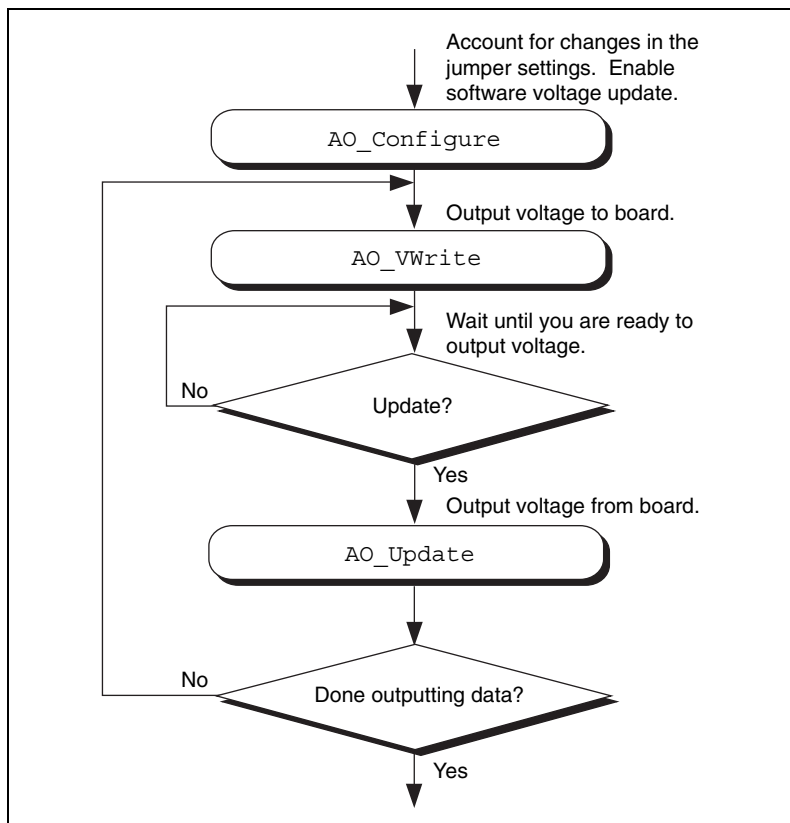 Account for changes in the
jumper settings. Enable
software voltage update.
AO_Configure
Output voltage to board.
AO_VWrite
Wait until you are ready to
output voltage.
No
Update?
Yes
Output voltage from board.
AO_Update
No
Done outputting data?
Yes